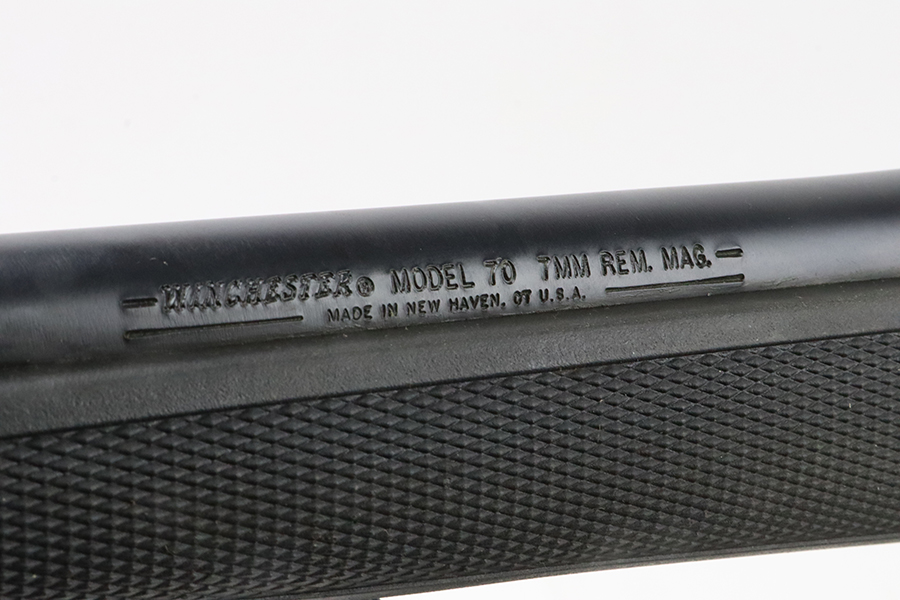 WINCHESTER® MODEL 70 7MM REM. MAG.
MADE IN NEW HAVEN, CT U.S.A.